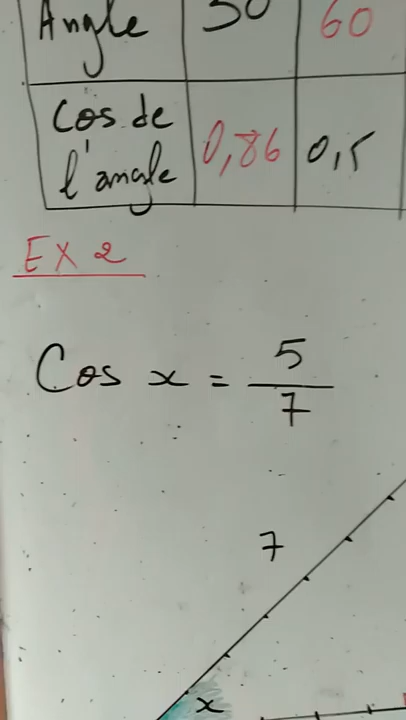 Angle 30 60
Cos de
l'angle 0,86 0,5
EX 2
Cos x = 5/7
7
x